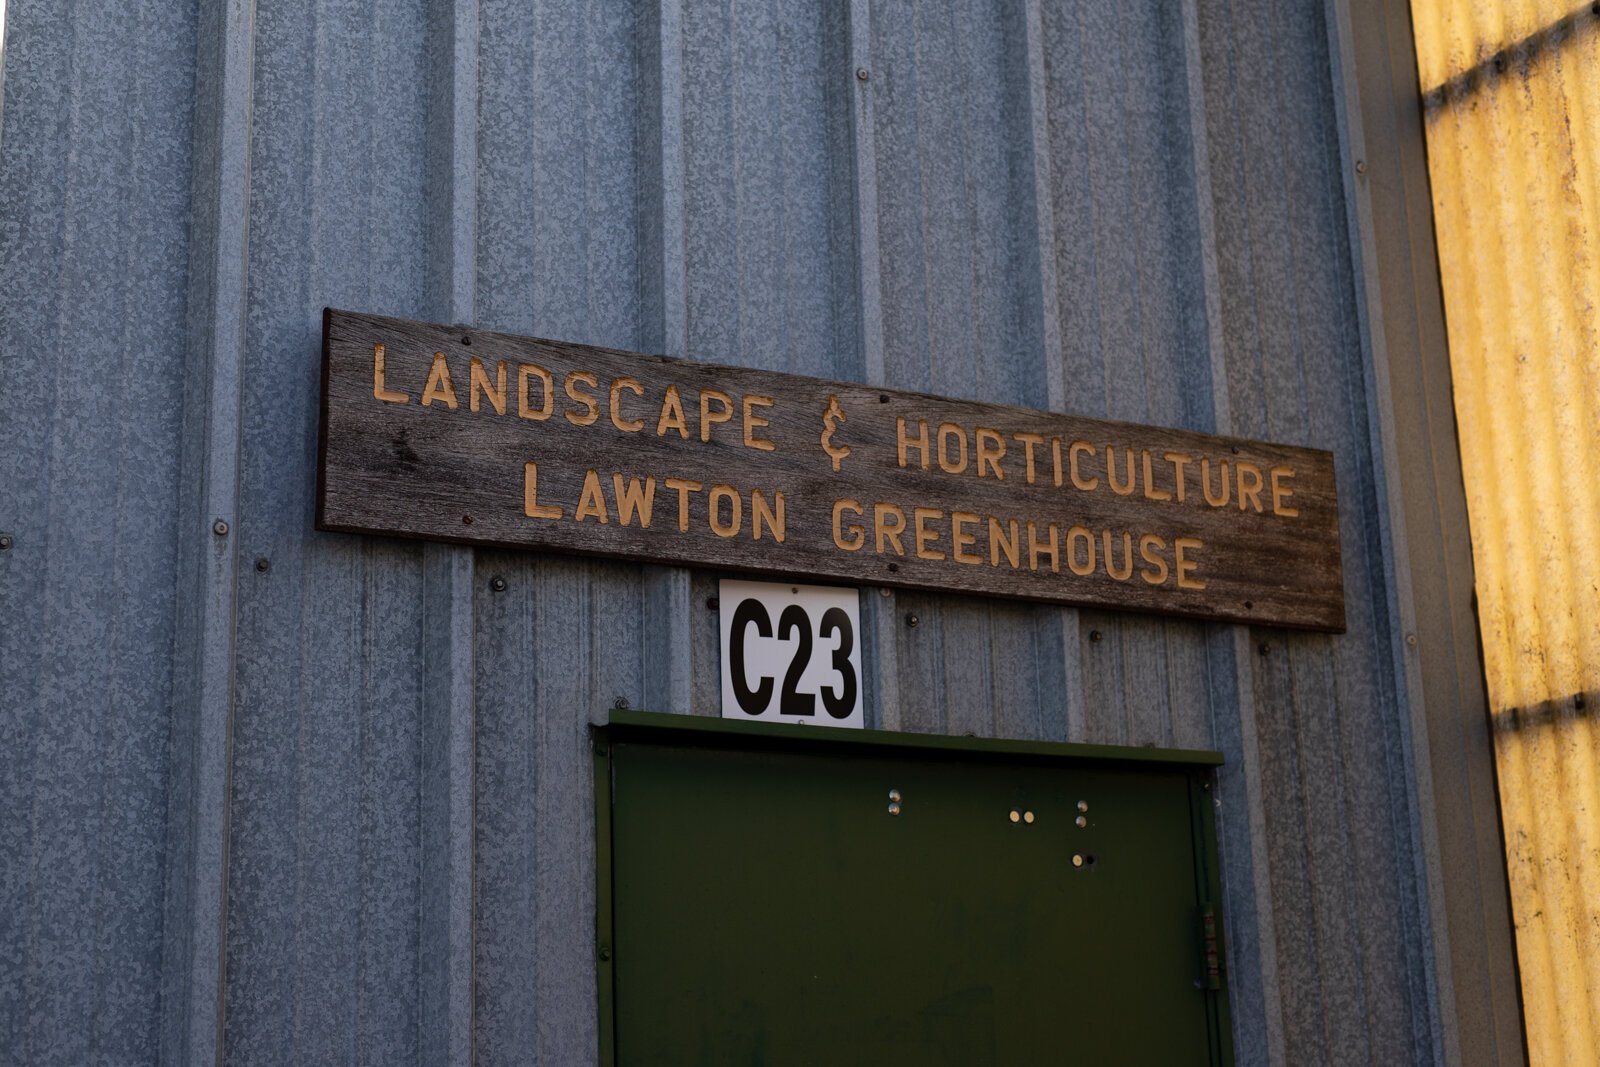 LANDSCAPE & HORTICULTURE
LAWTON GREENHOUSE
C23